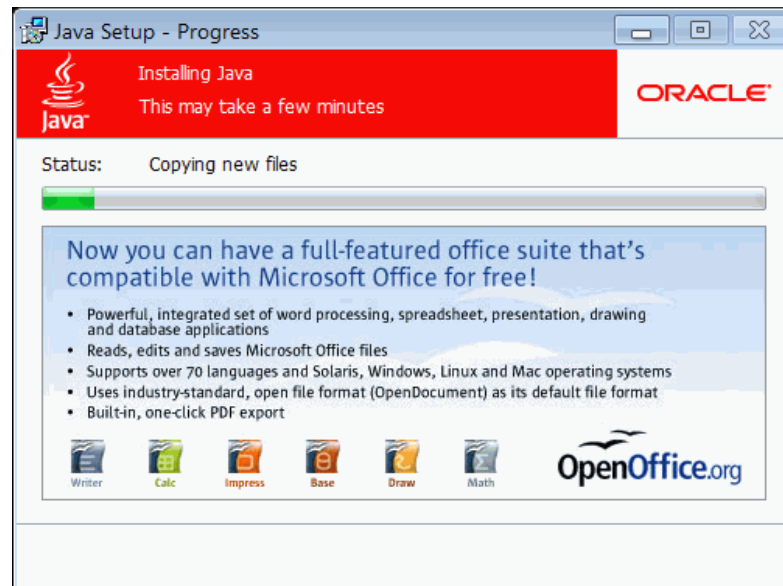 Java Setup - Progress
Installing Java
This may take a few minutes
Java
ORACLE
Status: Copying new files
Now you can have a full-featured office suite that's
compatible with Microsoft Office for free!
• Powerful, integrated set of word processing, spreadsheet, presentation, drawing
and database applications
• Reads, edits and saves Microsoft Office files
• Supports over 70 languages and Solaris, Windows, Linux and Mac operating systems
• Uses industry-standard, open file format (OpenDocument) as its default file format
• Built-in, one-click PDF export
Writer Calc Impress Base Draw Math
OpenOffice.org